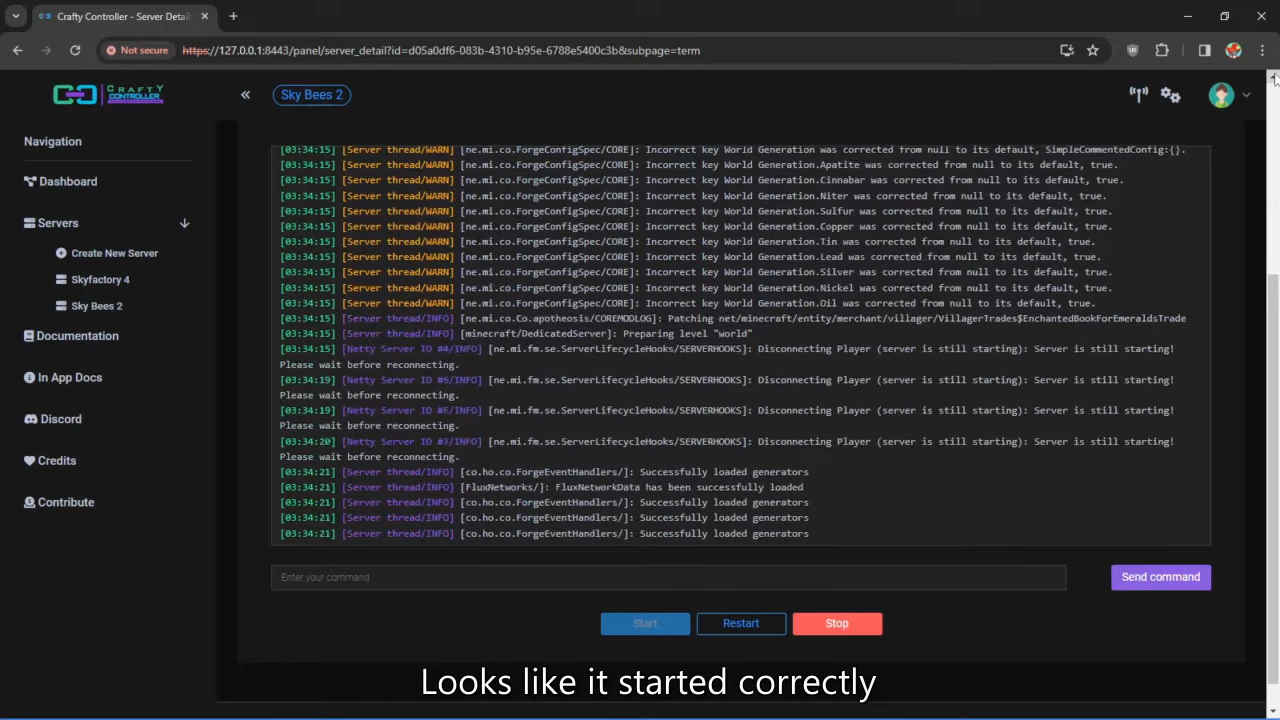 Crafty Controller - Server Detai
Not secure
https://127.0.0.1:8443/panel/server_detail?id=d05a0df6-083b-4310-b95e-6788e5400c3b&subpage=term
CRAFTY
CONTROLLER
Sky Bees 2
Navigation
Dashboard
Servers
Create New Server
Skyfactory 4
Sky Bees 2
Documentation
In App Docs
Discord
Credits
Contribute
[03:34:15] [Server thread/WARN] [ne.mi.co.ForgeConfigSpec/CORE]: Incorrect key World Generation was corrected from null to its default, SimpleCommentedConfig:{}.
[03:34:15] [Server thread/WARN] [ne.mi.co.ForgeConfigSpec/CORE]: Incorrect key World Generation.Apatite was corrected from null to its default, true.
[03:34:15] [Server thread/WARN] [ne.mi.co.ForgeConfigSpec/CORE]: Incorrect key World Generation.Cinnabar was corrected from null to its default, true.
[03:34:15] [Server thread/WARN] [ne.mi.co.ForgeConfigSpec/CORE]: Incorrect key World Generation.Niter was corrected from null to its default, true.
[03:34:15] [Server thread/WARN] [ne.mi.co.ForgeConfigSpec/CORE]: Incorrect key World Generation.Sulfur was corrected from null to its default, true.
[03:34:15] [Server thread/WARN] [ne.mi.co.ForgeConfigSpec/CORE]: Incorrect key World Generation.Copper was corrected from null to its default, true.
[03:34:15] [Server thread/WARN] [ne.mi.co.ForgeConfigSpec/CORE]: Incorrect key World Generation.Tin was corrected from null to its default, true.
[03:34:15] [Server thread/WARN] [ne.mi.co.ForgeConfigSpec/CORE]: Incorrect key World Generation.Lead was corrected from null to its default, true.
[03:34:15] [Server thread/WARN] [ne.mi.co.ForgeConfigSpec/CORE]: Incorrect key World Generation.Silver was corrected from null to its default, true.
[03:34:15] [Server thread/WARN] [ne.mi.co.ForgeConfigSpec/CORE]: Incorrect key World Generation.Nickel was corrected from null to its default, true.
[03:34:15] [Server thread/WARN] [ne.mi.co.ForgeConfigSpec/CORE]: Incorrect key World Generation.Oil was corrected from null to its default, true.
[03:34:15] [Server thread/INFO] [ne.mi.co.Co.apotheosis/COREMODLOG]: Patching net/minecraft/entity/merchant/villager/VillagerTrades$EnchantedBookForEmeraldsTrade
[03:34:15] [Server thread/INFO] [minecraft/DedicatedServer]: Preparing level "world"
[03:34:15] [Netty Server IO #4/INFO] [ne.mi.fm.se.ServerLifecycleHooks/SERVERHOOKS]: Disconnecting Player (server is still starting): Server is still starting!
Please wait before reconnecting.
[03:34:19] [Netty Server IO #5/INFO] [ne.mi.fm.se.ServerLifecycleHooks/SERVERHOOKS]: Disconnecting Player (server is still starting): Server is still starting!
Please wait before reconnecting.
[03:34:19] [Netty Server IO #6/INFO] [ne.mi.fm.se.ServerLifecycleHooks/SERVERHOOKS]: Disconnecting Player (server is still starting): Server is still starting!
Please wait before reconnecting.
[03:34:20] [Netty Server IO #7/INFO] [ne.mi.fm.se.ServerLifecycleHooks/SERVERHOOKS]: Disconnecting Player (server is still starting): Server is still starting!
Please wait before reconnecting.
[03:34:21] [Server thread/INFO] [co.ho.co.ForgeEventHandlers/]: Successfully loaded generators
[03:34:21] [Server thread/INFO] [FluxNetworks/]: FluxNetworkData has been successfully loaded
[03:34:21] [Server thread/INFO] [co.ho.co.ForgeEventHandlers/]: Successfully loaded generators
[03:34:21] [Server thread/INFO] [co.ho.co.ForgeEventHandlers/]: Successfully loaded generators
[03:34:21] [Server thread/INFO] [co.ho.co.ForgeEventHandlers/]: Successfully loaded generators
Enter your command
Send command
Start
Restart
Stop
Looks like it started correctly